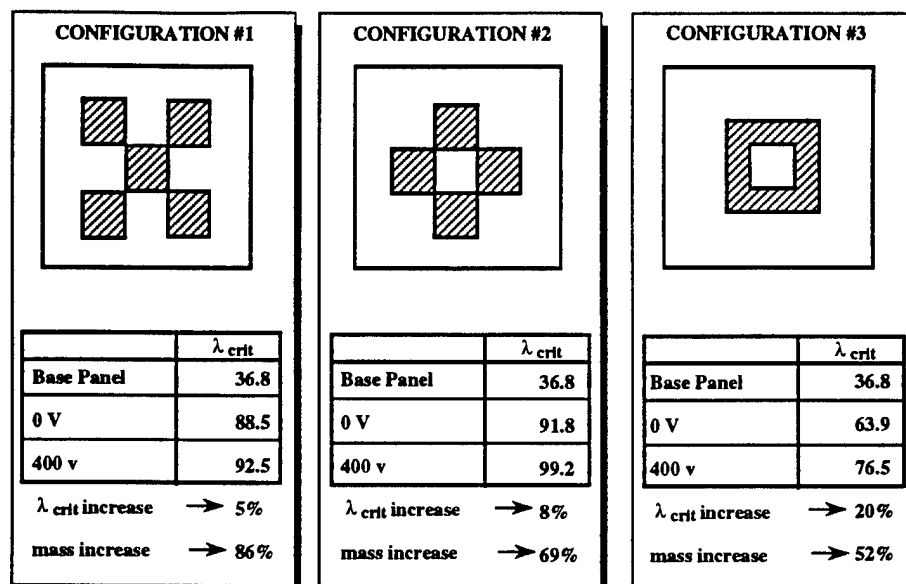 CONFIGURATION #1
λ crit
Base Panel 36.8
0 V 88.5
400 v 92.5
λ crit increase → 5%
mass increase → 86%
CONFIGURATION #2
λ crit
Base Panel 36.8
0 V 91.8
400 v 99.2
λ crit increase → 8%
mass increase → 69%
CONFIGURATION #3
λ crit
Base Panel 36.8
0 V 63.9
400 v 76.5
λ crit increase → 20%
mass increase → 52%